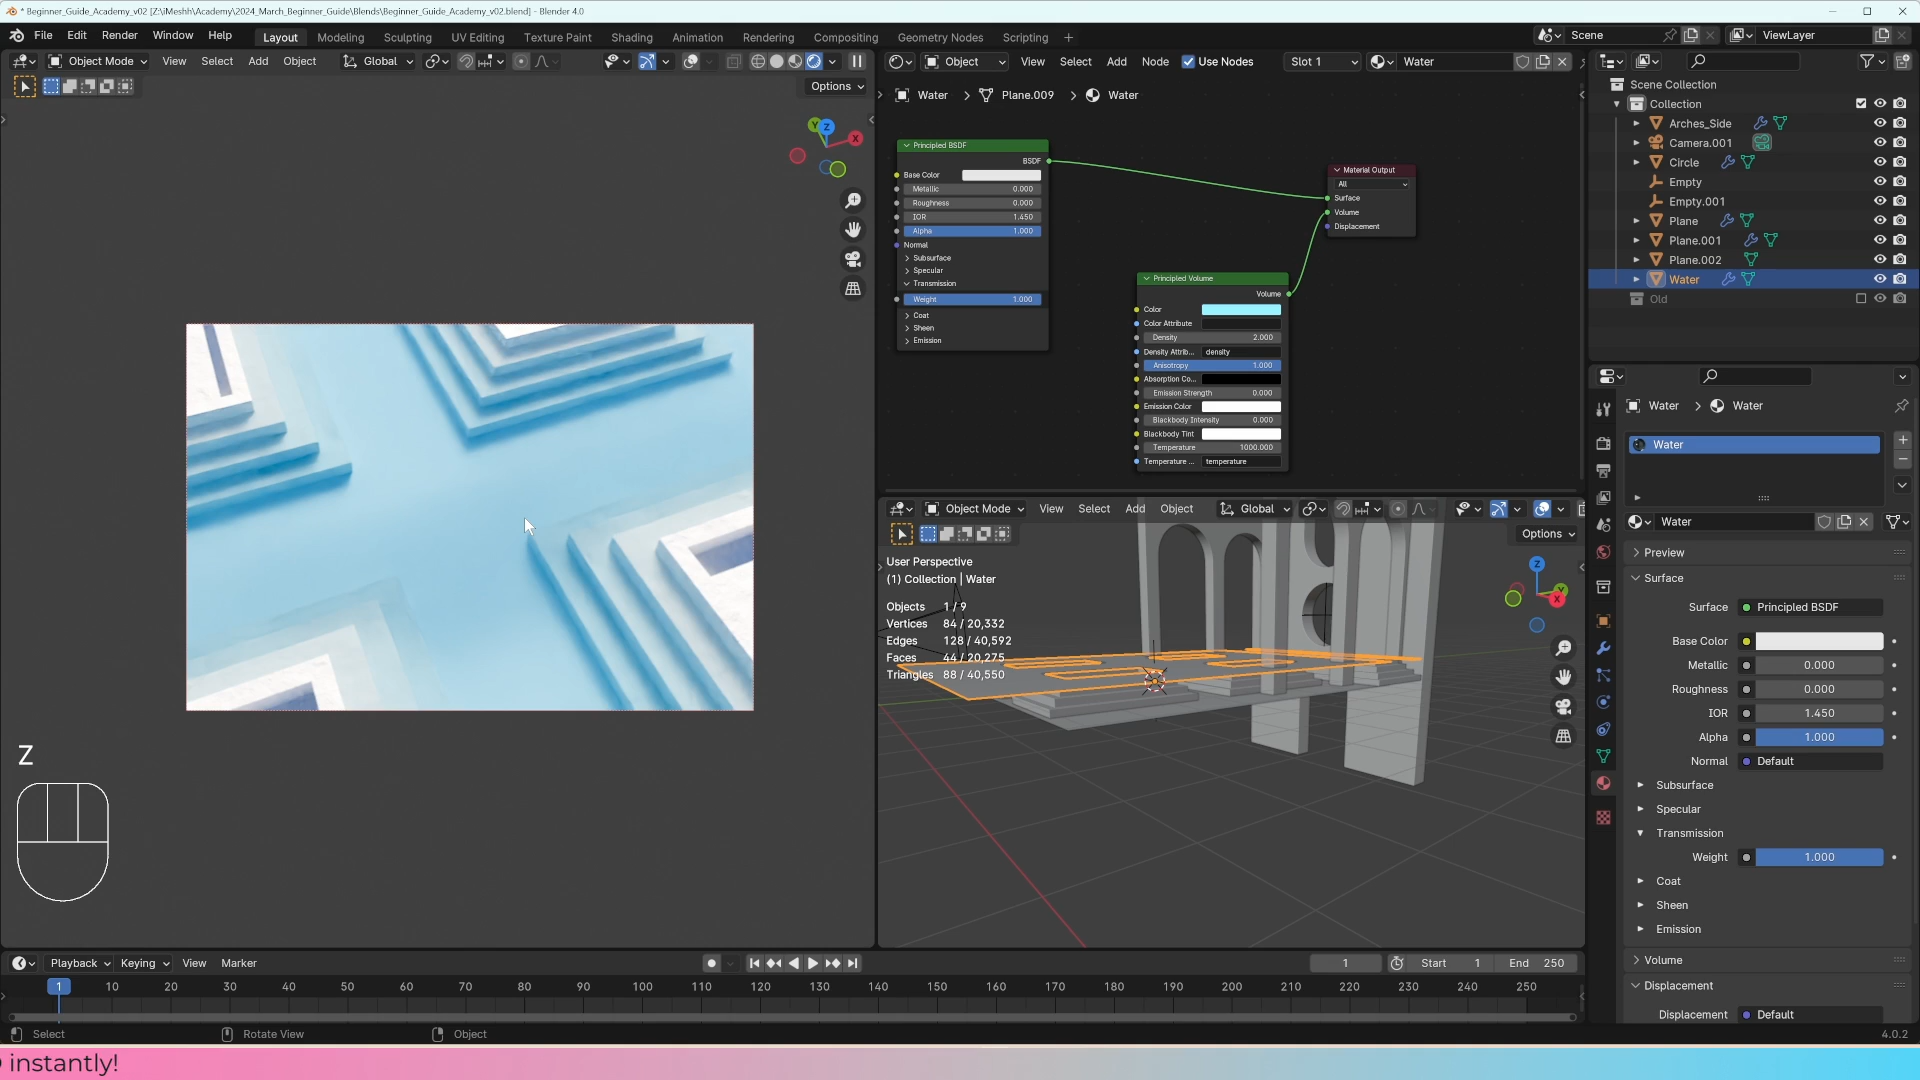 * Beginner_Guide_Academy_v02 [Z:\iMeshh\Academy\2024_March_Beginner_Guide\Blends\Beginner_Guide_Academy_v02.blend] - Blender 4.0
File Edit Render Window Help Layout Modeling Sculpting UV Editing Texture Paint Shading Animation Rendering Compositing Geometry Nodes Scripting + Scene ViewLayer
Object Mode View Select Add Object Global
Options
Object View Select Add Node Use Nodes Slot 1 Water
Water > Plane.009 > Water
Principled BSDF
BSDF
Base Color
Metallic 0.000
Roughness 0.000
IOR 1.450
Alpha 1.000
Normal
Subsurface
Specular
Transmission
Weight 1.000
Coat
Sheen
Emission
Material Output
All
Surface
Volume
Displacement
Principled Volume
Volume
Color
Color Attribute
Density 2.000
Density Attrib... density
Anisotropy 1.000
Absorption Co...
Emission Strength 0.000
Emission Color
Blackbody Intensity 0.000
Blackbody Tint
Temperature 1000.000
Temperature ... temperature
Object Mode View Select Add Object Global
Options
User Perspective
(1) Collection | Water
Objects 1 / 9
Vertices 84 / 20,332
Edges 128 / 40,592
Faces 44 / 20,275
Triangles 88 / 40,550
Scene Collection
Collection
Arches_Side
Camera.001
Circle
Empty
Empty.001
Plane
Plane.001
Plane.002
Water
Old
Water > Water
Water
Water
Preview
Surface
Surface Principled BSDF
Base Color
Metallic 0.000
Roughness 0.000
IOR 1.450
Alpha 1.000
Normal Default
Subsurface
Specular
Transmission
Weight 1.000
Coat
Sheen
Emission
Volume
Displacement
Displacement Default
Z
Playback Keying View Marker 1 Start 1 End 250
1 10 20 30 40 50 60 70 80 90 100 110 120 130 140 150 160 170 180 190 200 210 220 230 240 250
Select Rotate View Object 4.0.2
instantly!